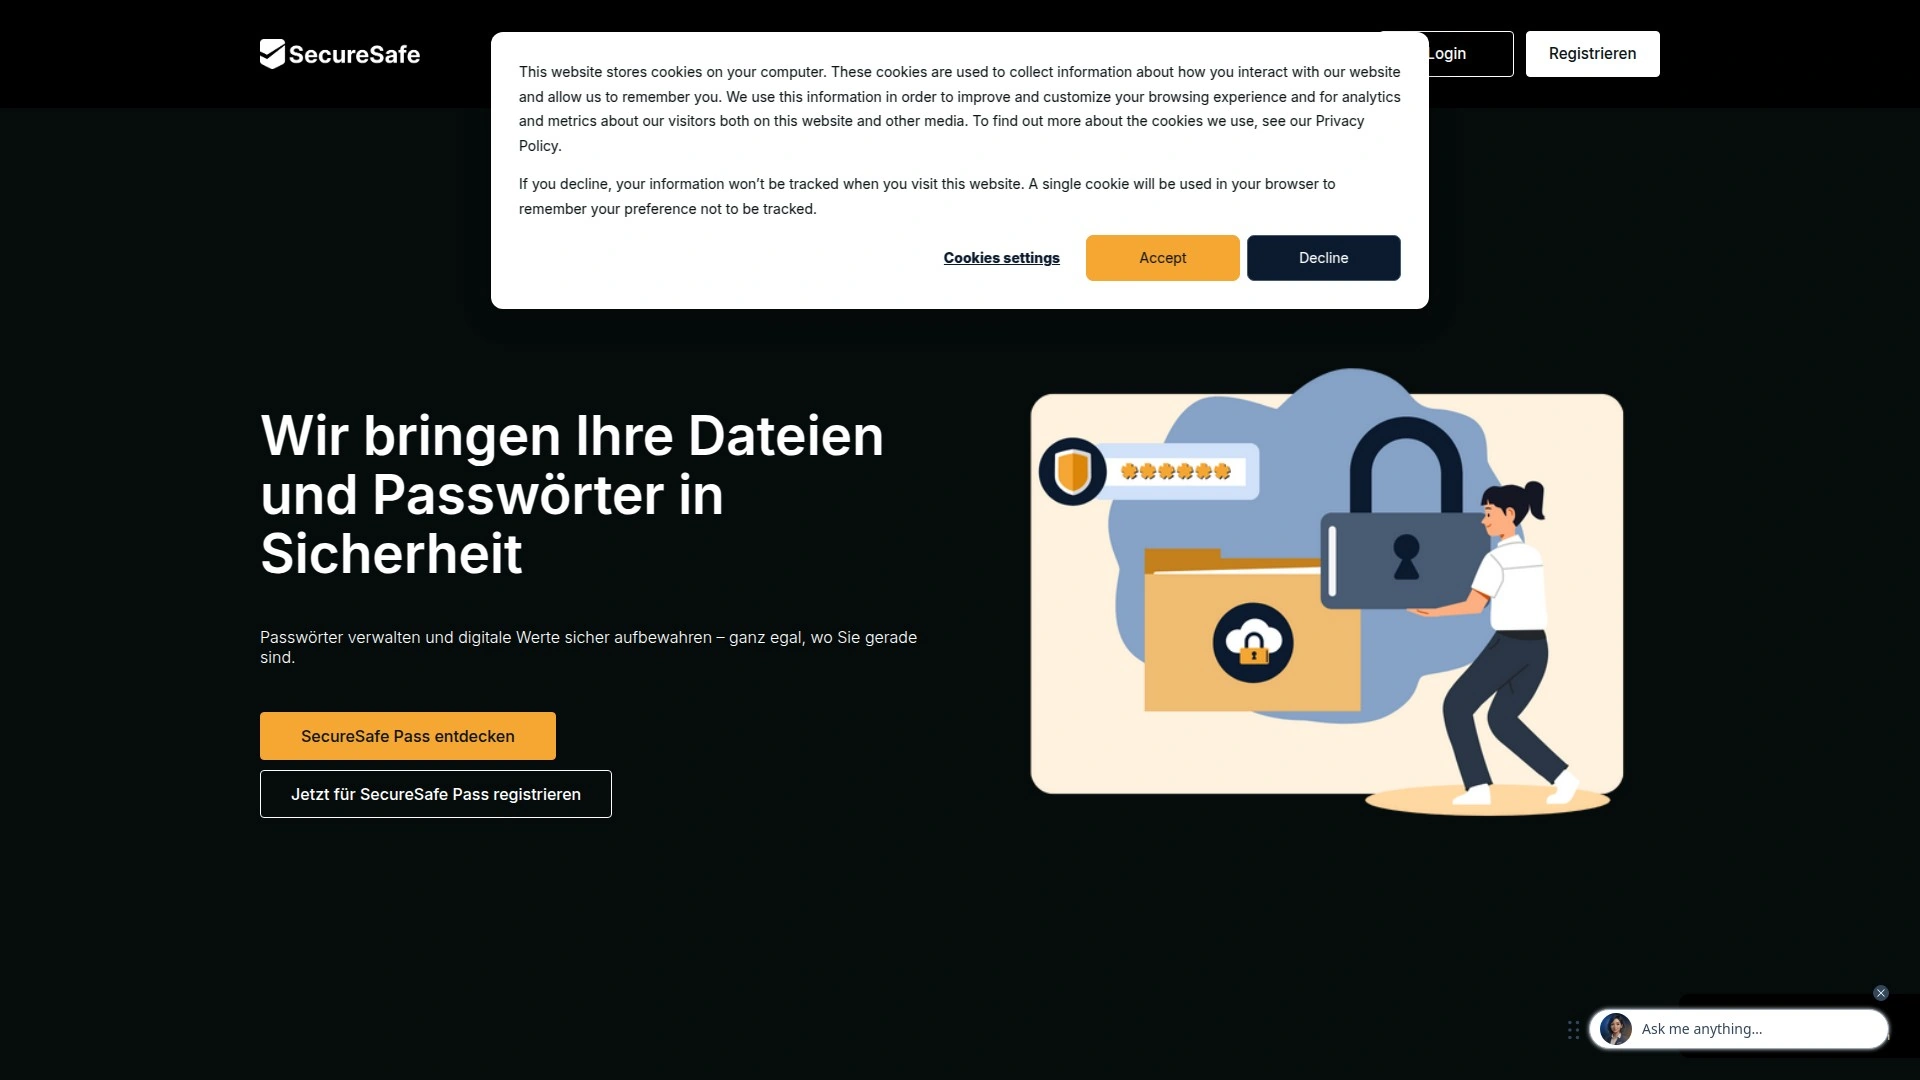 SecureSafe
Login
Registrieren
This website stores cookies on your computer. These cookies are used to collect information about how you interact with our website
and allow us to remember you. We use this information in order to improve and customize your browsing experience and for analytics
and metrics about our visitors both on this website and other media. To find out more about the cookies we use, see our Privacy
Policy.
If you decline, your information won’t be tracked when you visit this website. A single cookie will be used in your browser to
remember your preference not to be tracked.
Cookies settings
Accept
Decline
Wir bringen Ihre Dateien
und Passwörter in
Sicherheit
Passwörter verwalten und digitale Werte sicher aufbewahren – ganz egal, wo Sie gerade
sind.
SecureSafe Pass entdecken
Jetzt für SecureSafe Pass registrieren
Ask me anything...